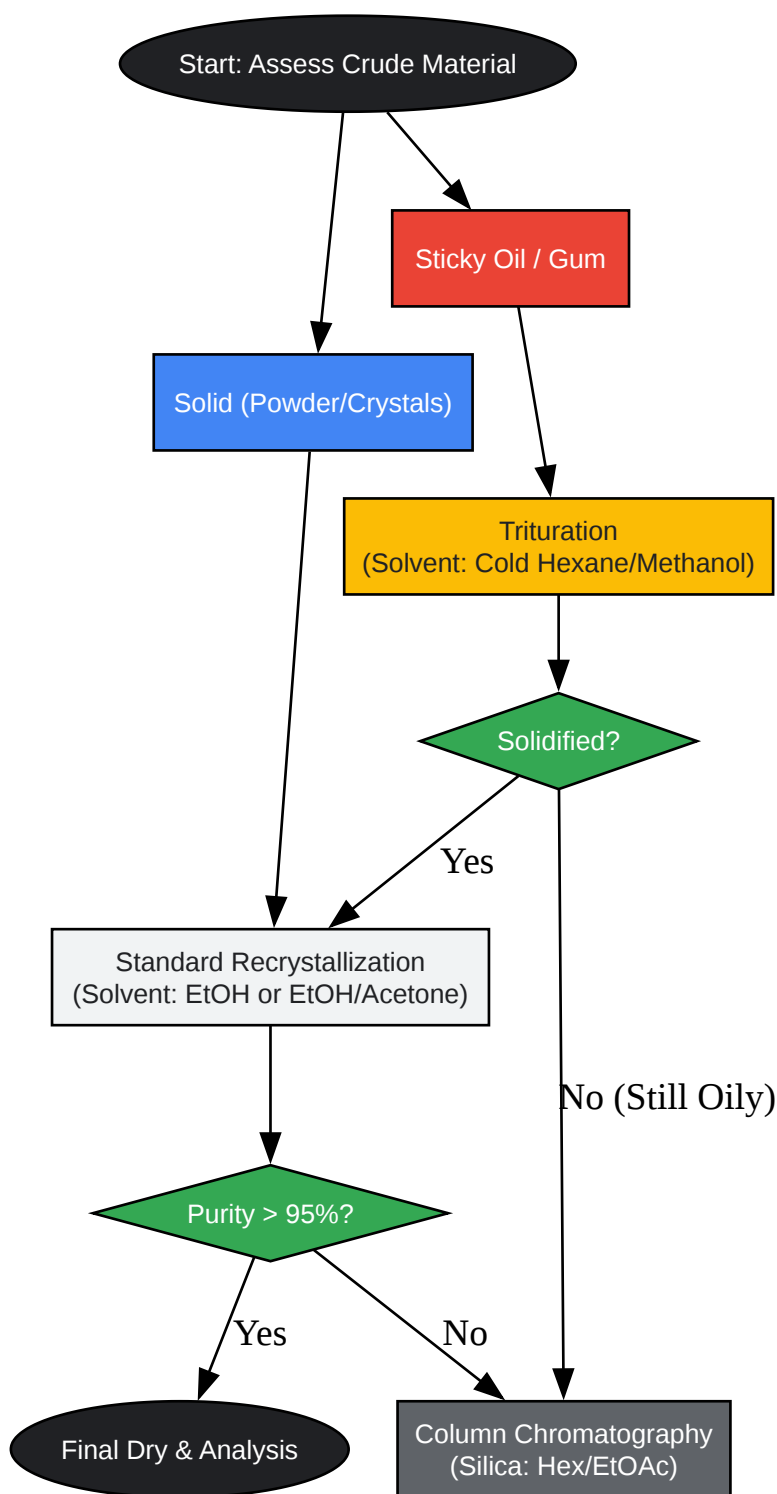 Start: Assess Crude Material
Sticky Oil / Gum
Solid (Powder/Crystals)
Trituration
(Solvent: Cold Hexane/Methanol)
Solidified?
Yes
Standard Recrystallization
(Solvent: EtOH or EtOH/Acetone)
No (Still Oily)
Purity > 95%?
Yes
No
Final Dry & Analysis
Column Chromatography
(Silica: Hex/EtOAc)